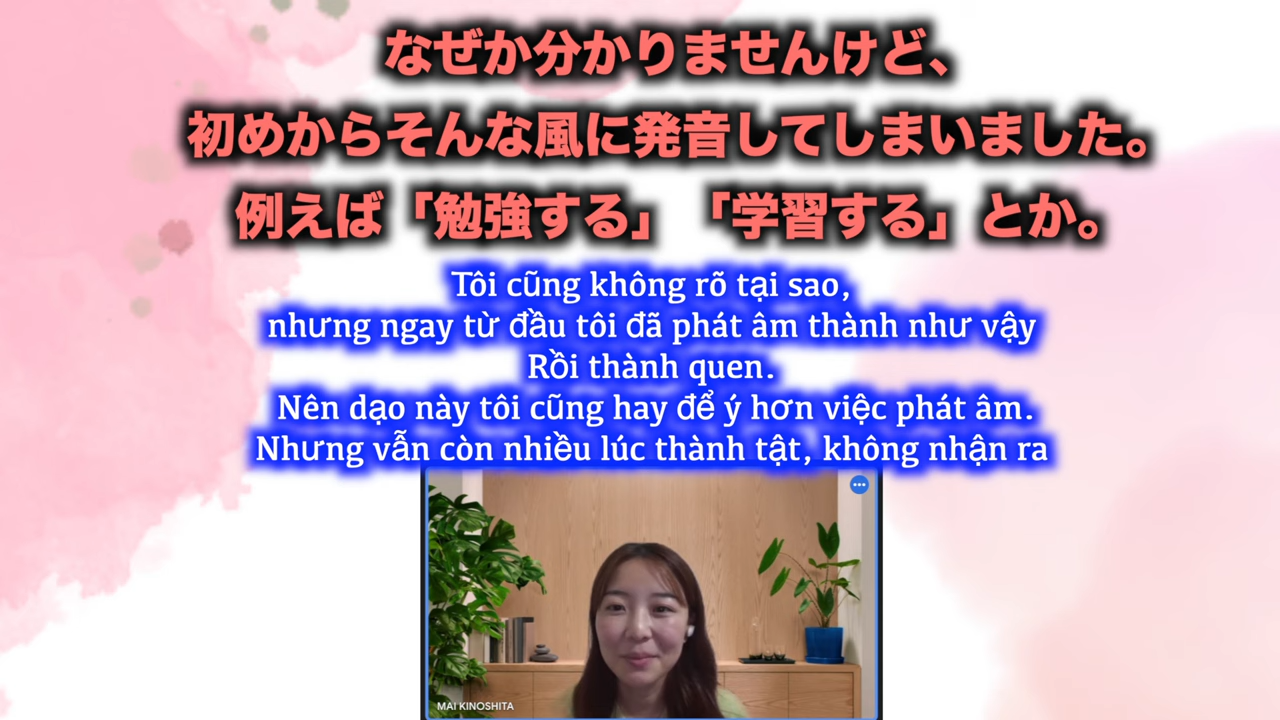 なぜか分かりませんけど、
初めからそんな風に発音してしまいました。
例えば「勉強する」「学習する」とか。
Tôi cũng không rõ tại sao,
nhưng ngay từ đầu tôi đã phát âm thành như vậy
Rồi thành quen.
Nên dạo này tôi cũng hay để ý hơn việc phát âm.
Nhưng vẫn còn nhiều lúc thành tật, không nhận ra
MAI KINOSHITA